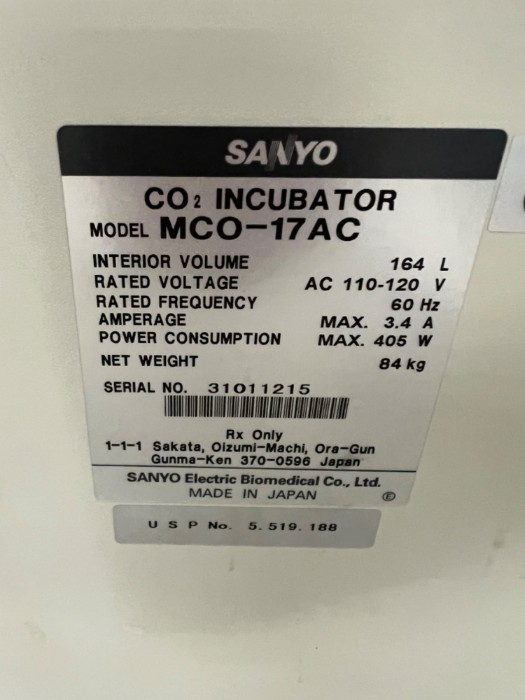 SANYO
CO2 INCUBATOR
MODEL MCO-17AC
INTERIOR VOLUME 164 L
RATED VOLTAGE AC 110-120 V
RATED FREQUENCY 60 Hz
AMPERAGE MAX. 3.4 A
POWER CONSUMPTION MAX. 405 W
NET WEIGHT 84 kg
SERIAL NO. 31011215
Rx Only
1-1-1 Sakata, Oizumi-Machi, Ora-Gun
Gunma-Ken 370-0596 Japan
SANYO Electric Biomedical Co., Ltd.
MADE IN JAPAN Ⓔ
U S P No. 5. 519. 188